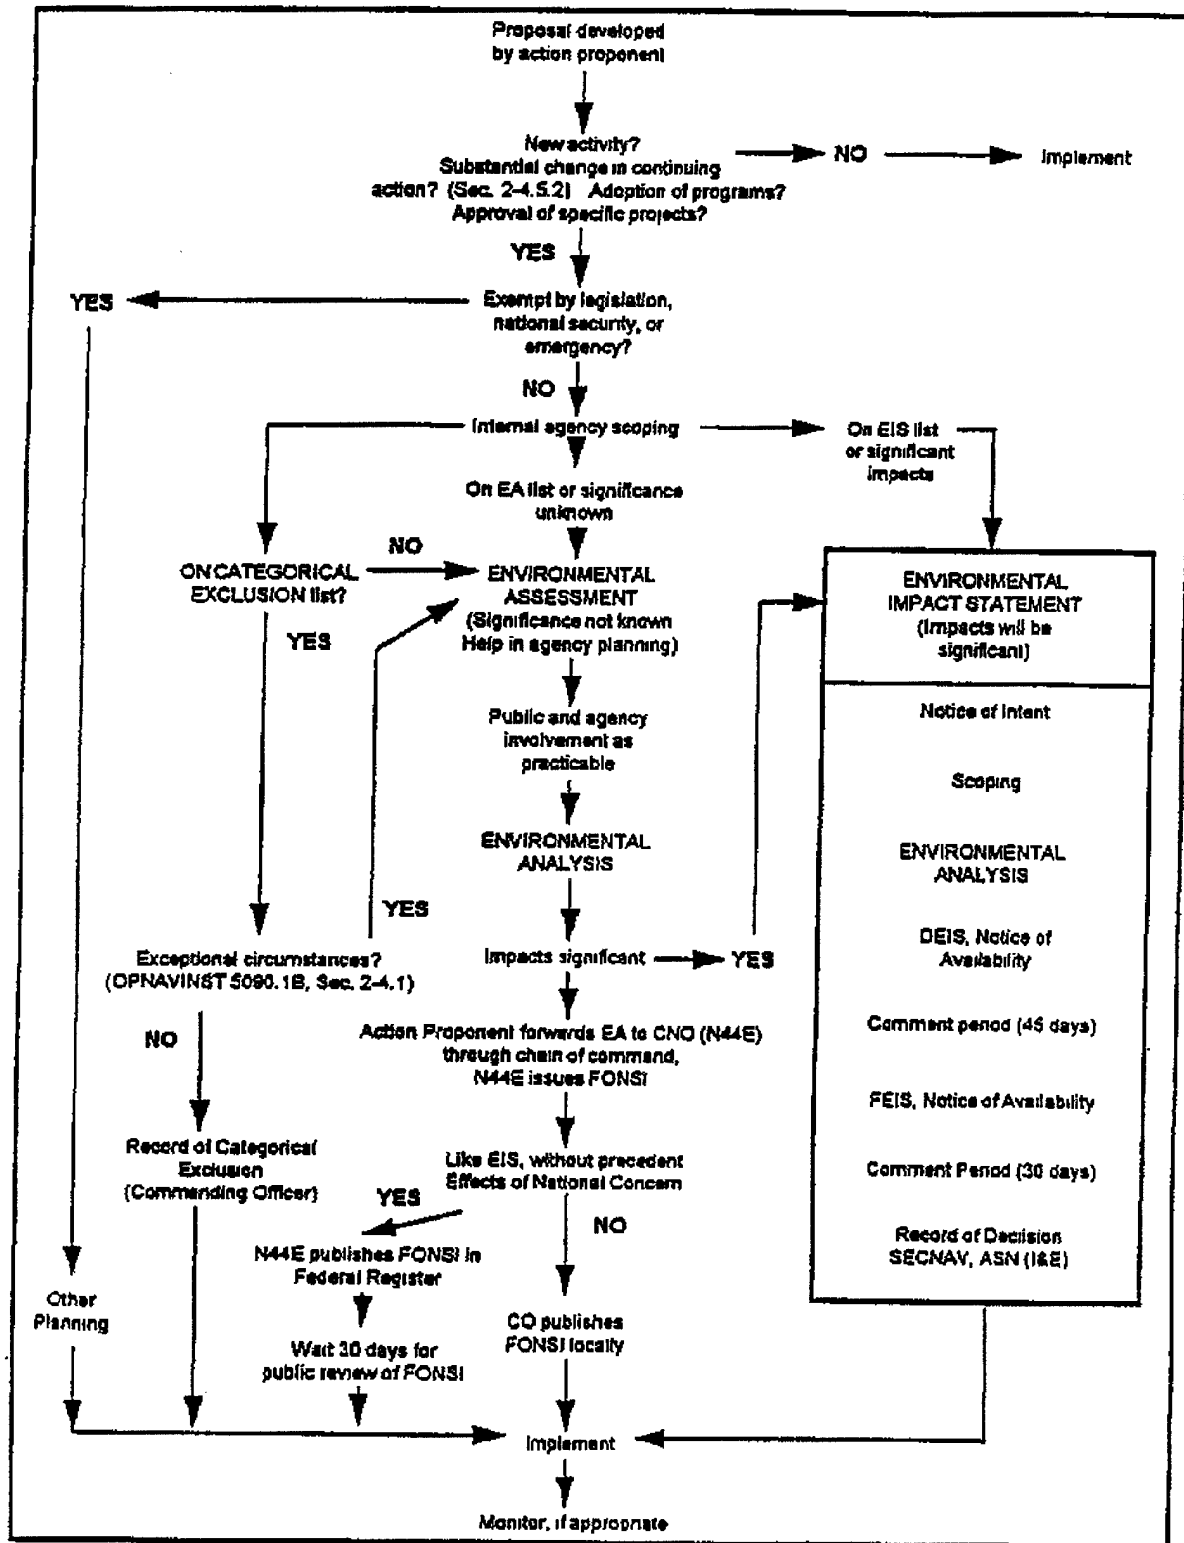 Proposal developed
by action proponent
New activity?
Substantial change in continuing
action? (Sec. 2-4.5.2) Adoption of programs?
Approval of specific projects?
NO
Implement
YES
YES
Exempt by legislation,
national security, or
emergency?
NO
Internal agency scoping
On EIS list
or significant
impacts
On EA list or significance
unknown
ON CATEGORICAL
EXCLUSION list?
NO
YES
ENVIRONMENTAL
ASSESSMENT
(Significance not known
Help in agency planning)
ENVIRONMENTAL
IMPACT STATEMENT
(Impacts will be
significant)
Public and agency
involvement as
practicable
Notice of Intent
Scoping
ENVIRONMENTAL
ANALYSIS
ENVIRONMENTAL
ANALYSIS
YES
Exceptional circumstances?
(OPNAVINST 5090.1B, Sec. 2-4.1)
Impacts significant
YES
DEIS, Notice of
Availability
NO
Action Proponent forwards EA to CNO (N44E)
through chain of command,
N44E issues FONSI
Comment period (45 days)
FEIS, Notice of Availability
Record of Categorical
Exclusion
(Commanding Officer)
Like EIS, without precedent
Effects of National Concern
YES
NO
Comment Period (30 days)
N44E publishes FONSI in
Federal Register
Record of Decision
SECNAV, ASN (I&E)
Other
Planning
Wait 30 days for
public review of FONSI
CO publishes
FONSI locally
Implement
Monitor, if appropriate